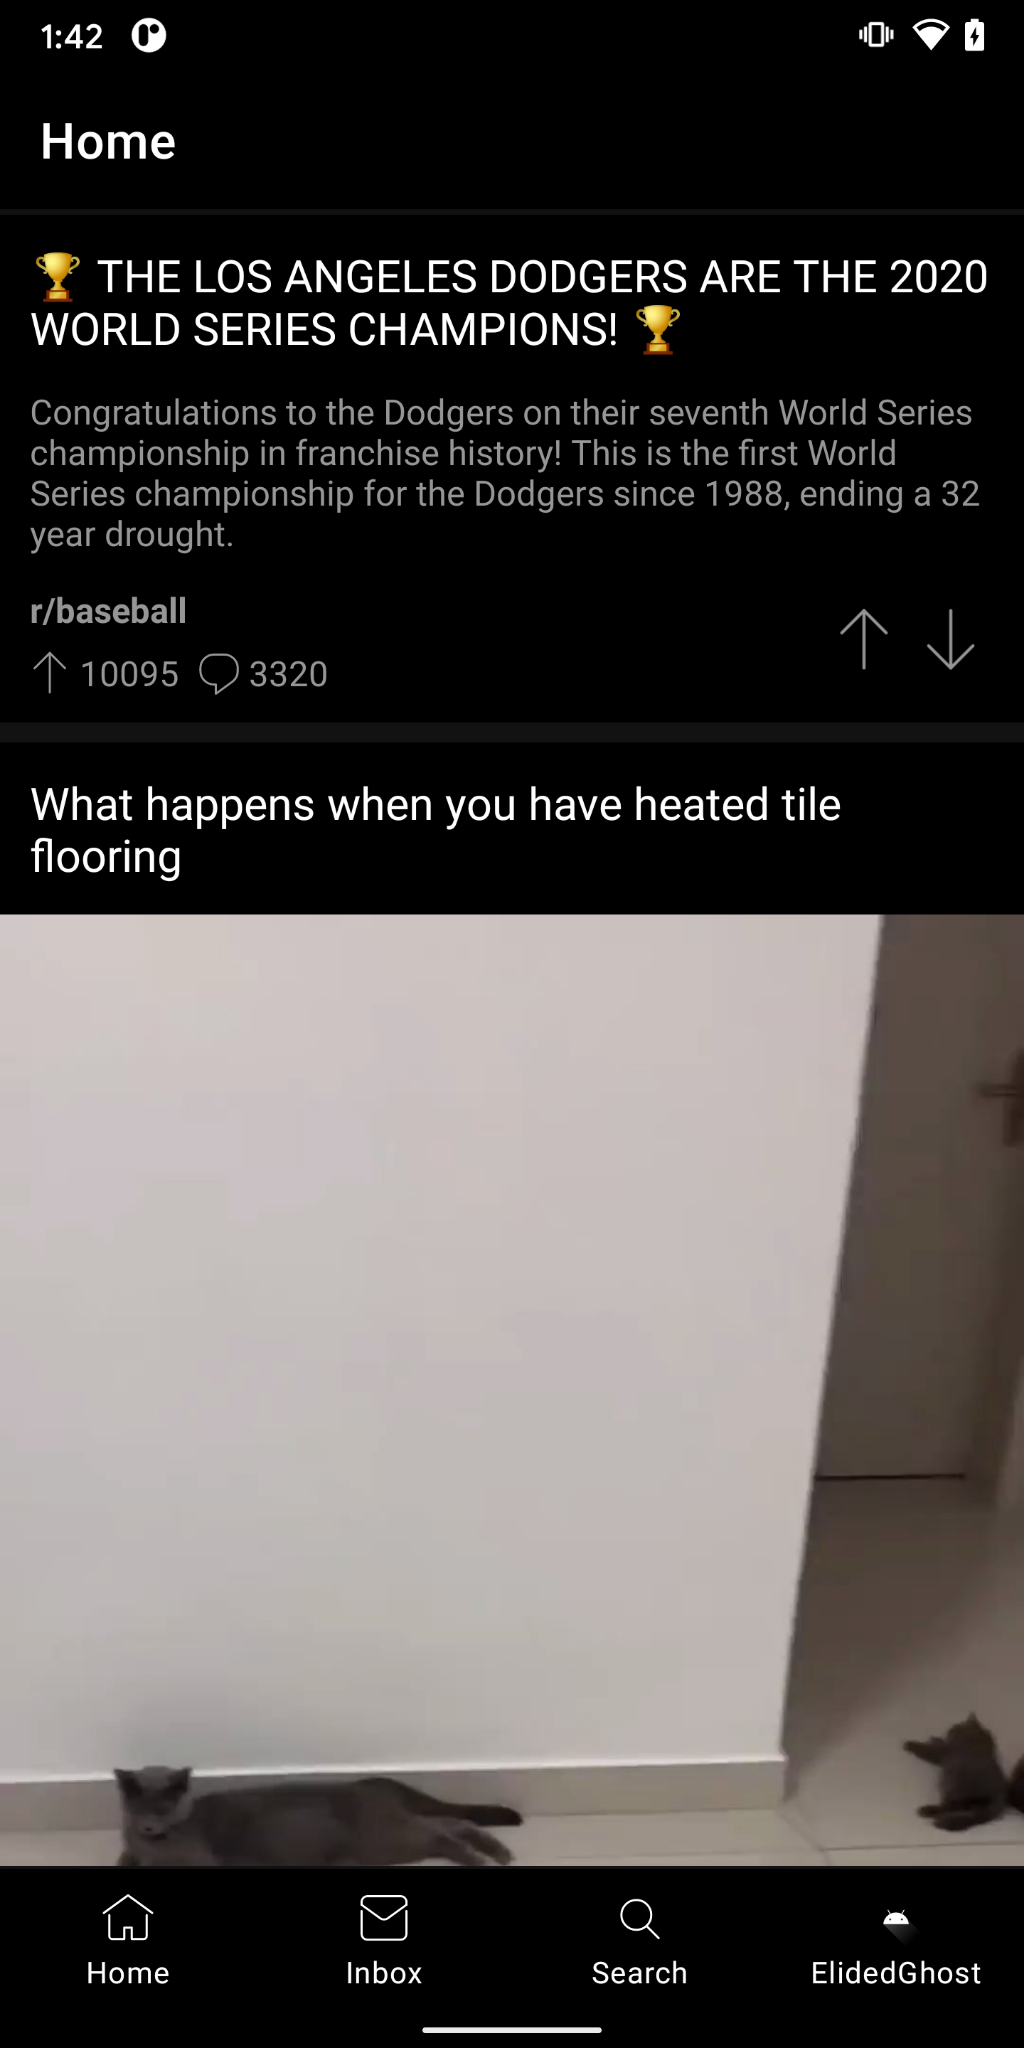 1:42
Home
🏆 THE LOS ANGELES DODGERS ARE THE 2020
WORLD SERIES CHAMPIONS! 🏆
Congratulations to the Dodgers on their seventh World Series
championship in franchise history! This is the first World
Series championship for the Dodgers since 1988, ending a 32
year drought.
r/baseball
10095 3320
What happens when you have heated tile
flooring
Home Inbox Search ElidedGhost